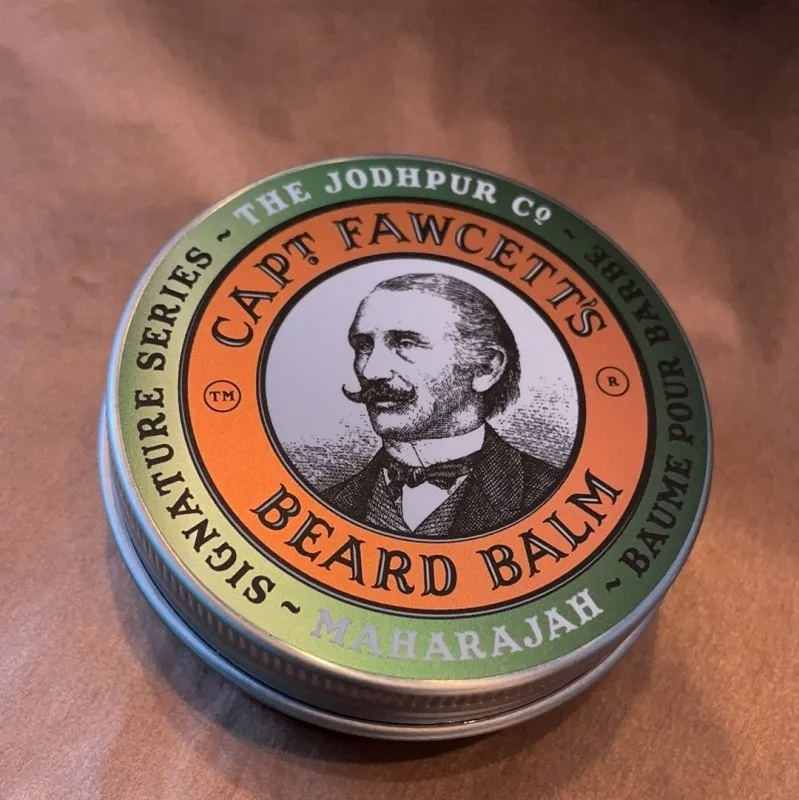 THE JODHPUR Cº ~ BAUME POUR BARBE ~ MAHARAJAH ~ SIGNATURE SERIES ~
CAPT. FAWCETT'S
TM
R
BEARD BALM